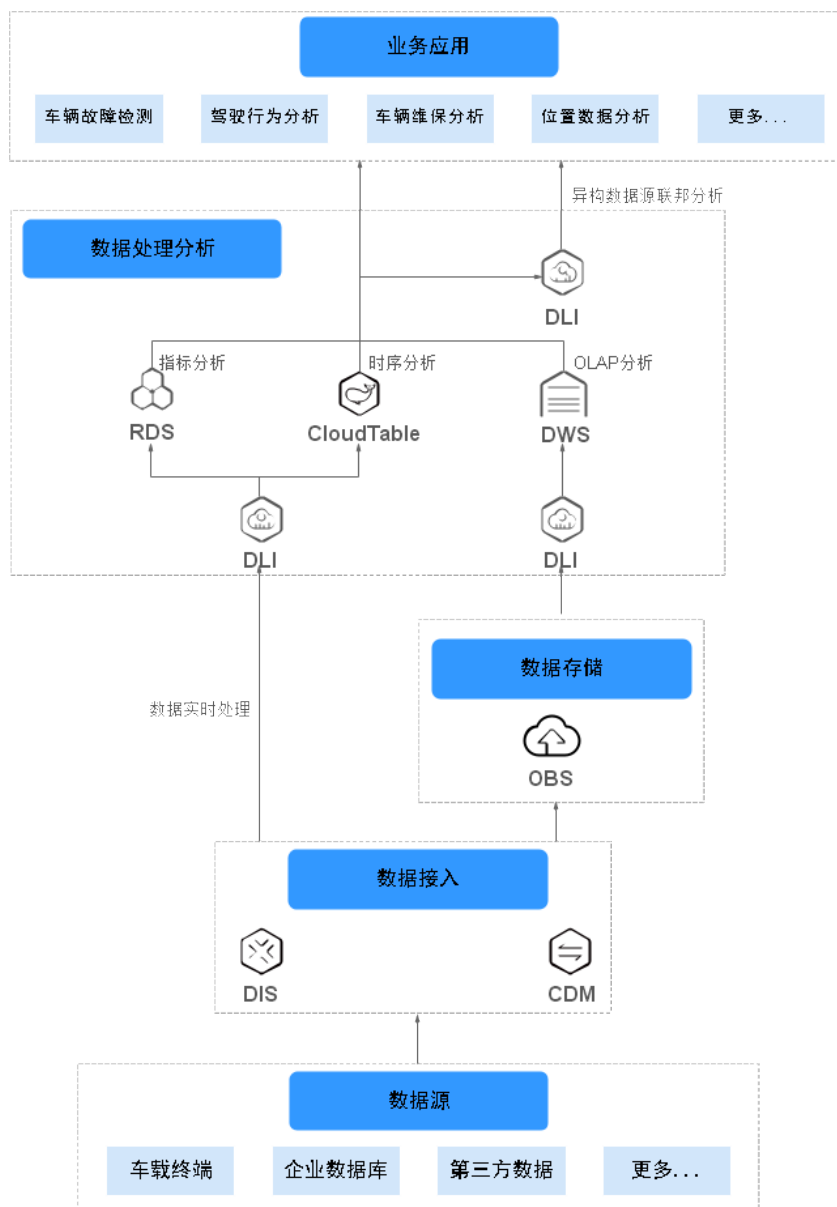 业务应用
车辆故障检测
驾驶行为分析
车辆维保分析
位置数据分析
更多...
异构数据源联邦分析
数据处理分析
DLI
指标分析
时序分析
OLAP分析
RDS
CloudTable
DWS
DLI
DLI
数据存储
数据实时处理
OBS
数据接入
DIS
CDM
数据源
车载终端
企业数据库
第三方数据
更多...